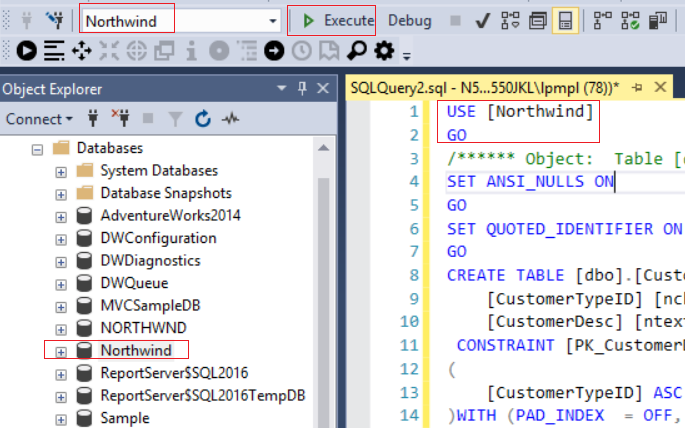 Northwind
Execute
Debug
Object Explorer
Connect
Databases
System Databases
Database Snapshots
AdventureWorks2014
DWConfiguration
DWDiagnostics
DWQueue
MVCSampleDB
NORTHWND
Northwind
ReportServer$SQL2016
ReportServer$SQL2016TempDB
Sample
SQLQuery2.sql - N5...550JKL\lpmpl (78))*
1 USE [Northwind]
2 GO
3 /****** Object:  Table [
4 SET ANSI_NULLS ON
5 GO
6 SET QUOTED_IDENTIFIER ON
7 GO
8 CREATE TABLE [dbo].[Cust
9 [CustomerTypeID] [nc
10 [CustomerDesc] [ntex
11 CONSTRAINT [PK_Customer
12 (
13 [CustomerTypeID] ASC
14 )WITH (PAD_INDEX  = OFF,